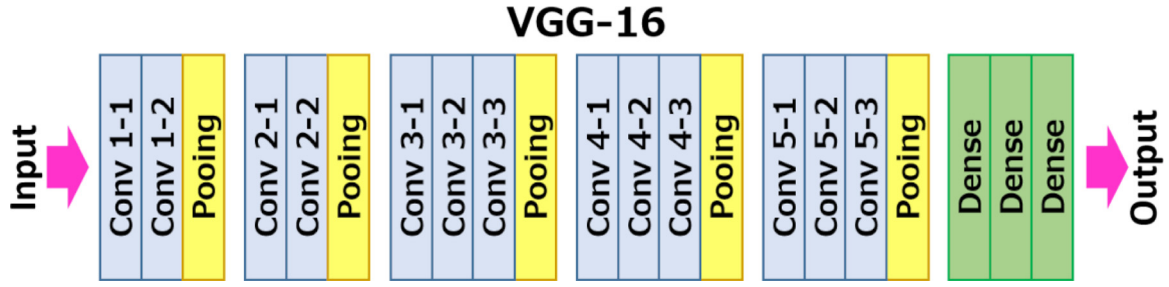 VGG-16
Input
Conv 1-1
Conv 1-2
Pooing
Conv 2-1
Conv 2-2
Pooing
Conv 3-1
Conv 3-2
Conv 3-3
Pooing
Conv 4-1
Conv 4-2
Conv 4-3
Pooing
Conv 5-1
Conv 5-2
Conv 5-3
Pooing
Dense
Dense
Dense
Output